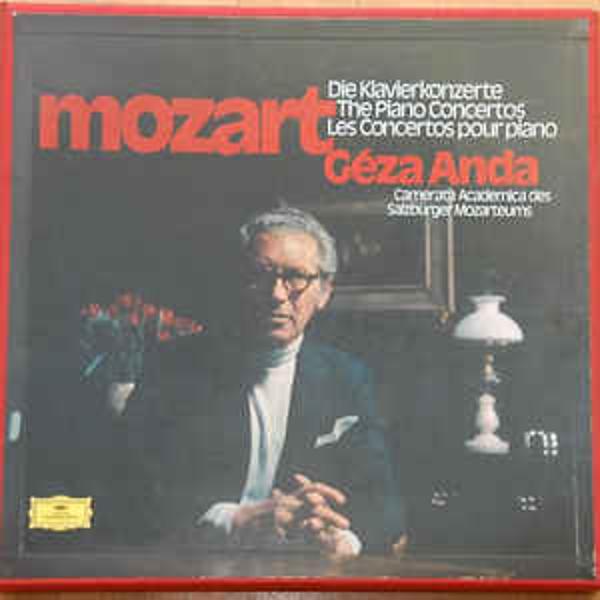 mozart
Die Klavierkonzerte
The Piano Concertos
Les Concertos pour piano
Géza Anda
Camerata Academica des
Salzburger Mozarteums